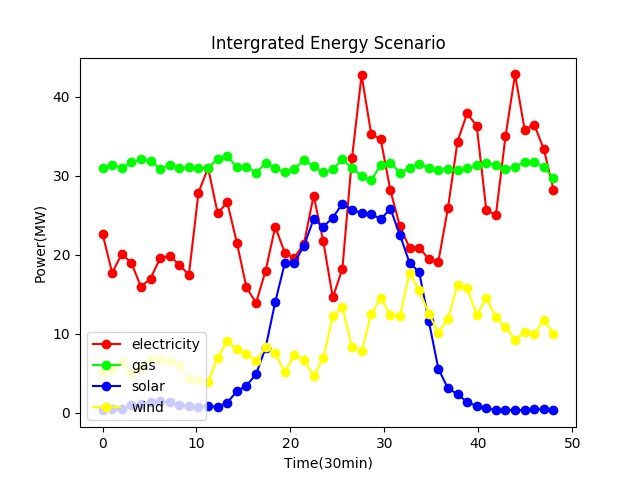 Intergrated Energy Scenario
Power(MW)
40
30
20
10
0
electricity
gas
solar
wind
0 10 20 30 40 50
Time(30min)